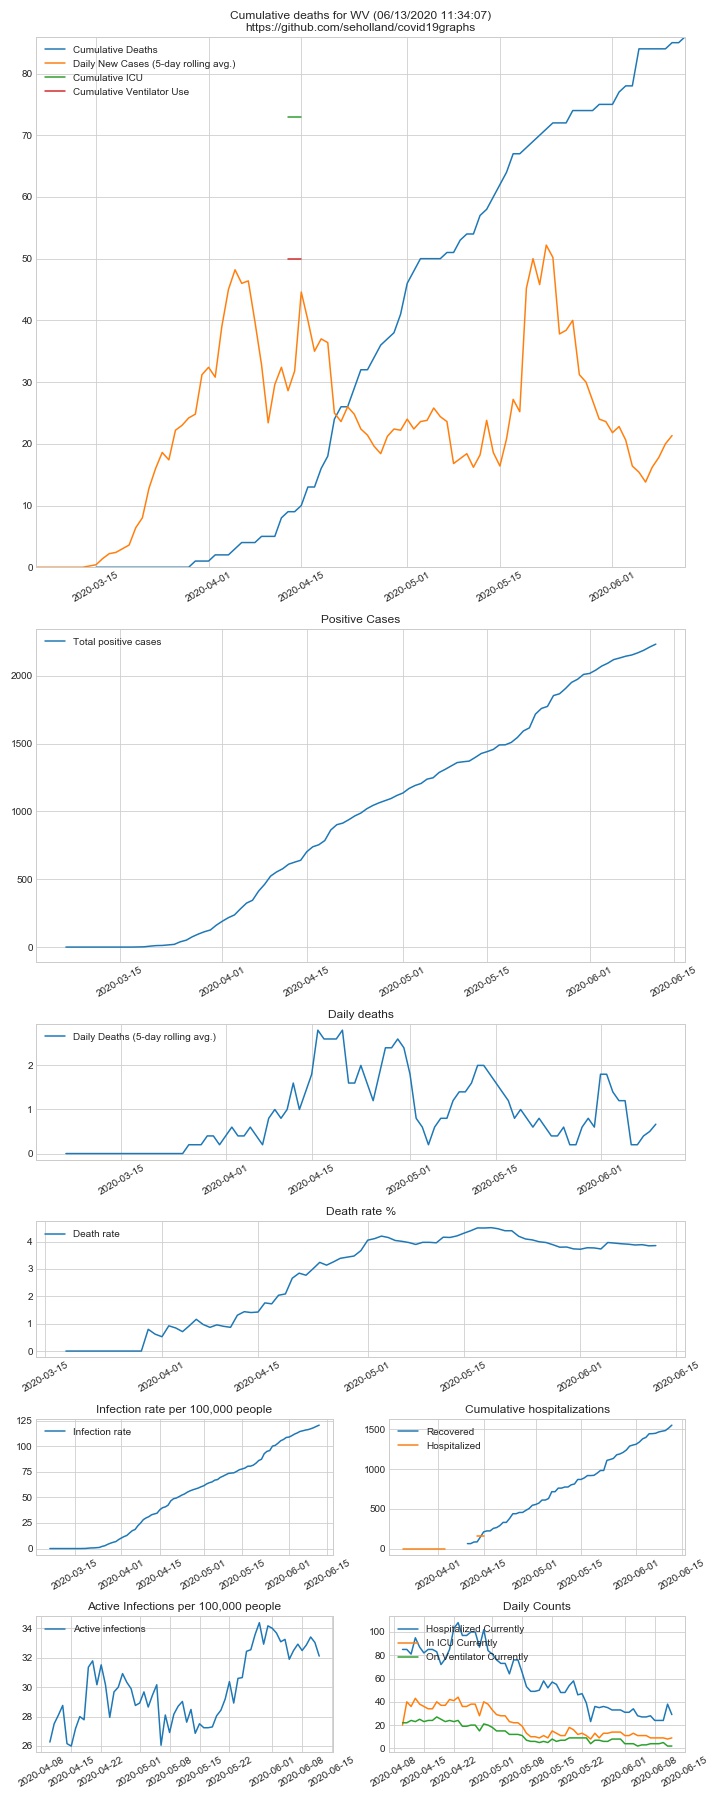 Cumulative deaths for WV (06/13/2020 11:34:07)
https://github.com/seholland/covid19graphs
Cumulative Deaths
Daily New Cases (5-day rolling avg.)
Cumulative ICU
Cumulative Ventilator Use
80
70
60
50
40
30
20
10
0
2020-03-15 2020-04-01 2020-04-15 2020-05-01 2020-05-15 2020-06-01
Positive Cases
Total positive cases
2000
1500
1000
500
0
2020-03-15 2020-04-01 2020-04-15 2020-05-01 2020-05-15 2020-06-01 2020-06-15
Daily deaths
Daily Deaths (5-day rolling avg.)
2
1
0
2020-03-15 2020-04-01 2020-04-15 2020-05-01 2020-05-15 2020-06-01
Death rate %
Death rate
4
3
2
1
0
2020-03-15 2020-04-01 2020-04-15 2020-05-01 2020-05-15 2020-06-01 2020-06-15
Infection rate per 100,000 people
Infection rate
125
100
75
50
25
0
2020-03-15 2020-04-01 2020-04-15 2020-05-01 2020-05-15 2020-06-01 2020-06-15
Cumulative hospitalizations
Recovered
Hospitalized
1500
1000
500
0
2020-04-01 2020-04-15 2020-05-01 2020-05-15 2020-06-01 2020-06-15
Active Infections per 100,000 people
Active infections
34
32
30
28
26
2020-04-08 2020-04-15 2020-04-22 2020-05-01 2020-05-08 2020-05-15 2020-05-22 2020-06-01 2020-06-08 2020-06-15
Daily Counts
Hospitalized Currently
In ICU Currently
On Ventilator Currently
100
80
60
40
20
0
2020-04-08 2020-04-15 2020-04-22 2020-05-01 2020-05-08 2020-05-15 2020-05-22 2020-06-01 2020-06-08 2020-06-15